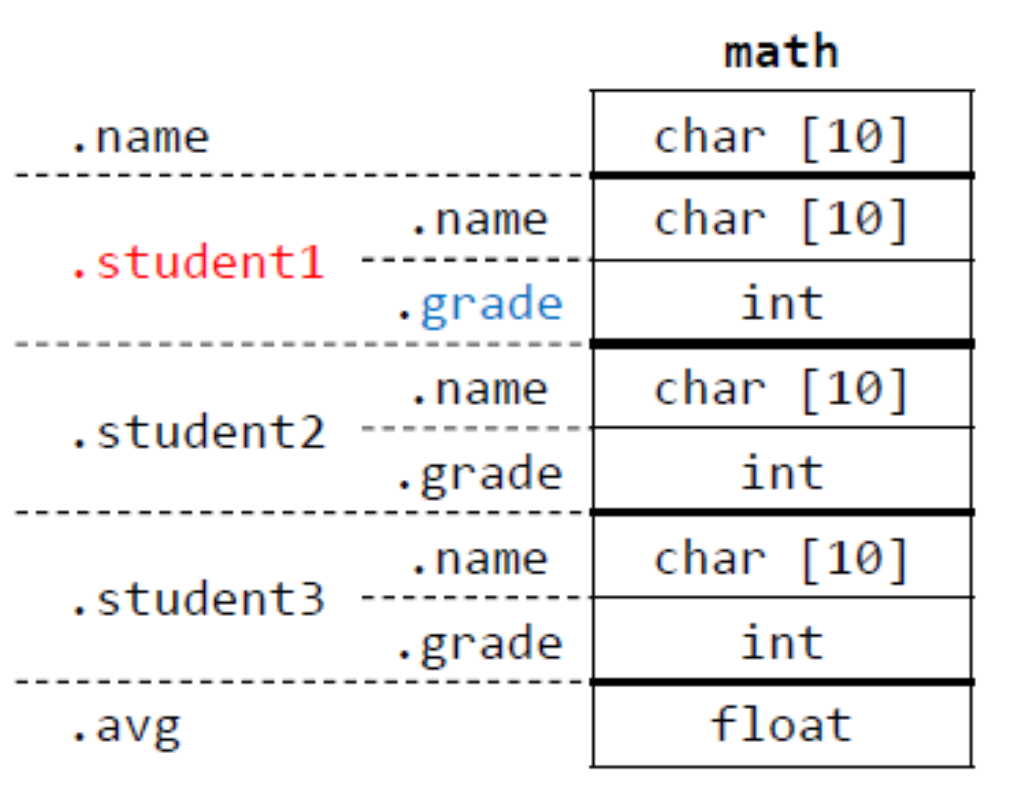 math
.name char [10]
.name char [10]
.student1
.grade int
.name char [10]
.student2
.grade int
.name char [10]
.student3
.grade int
.avg float